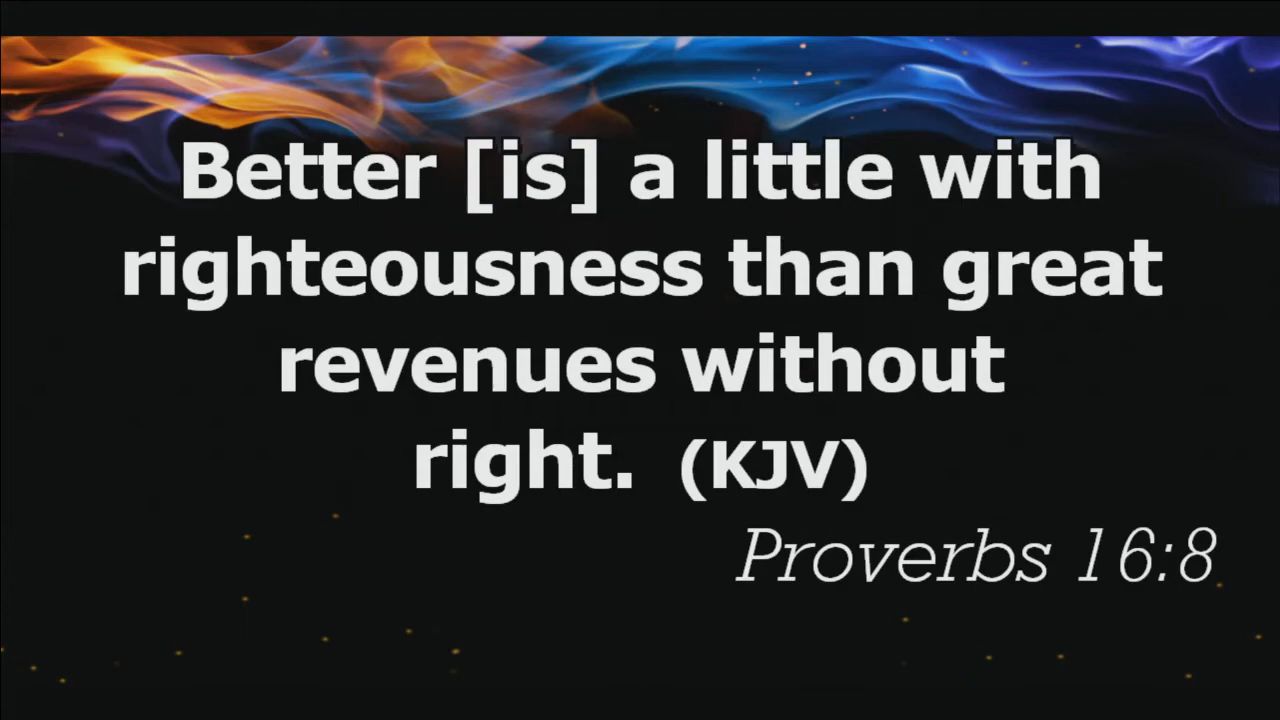 Better [is] a little with
righteousness than great
revenues without
right. (KJV)
Proverbs 16:8